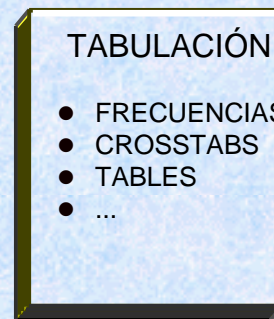 TABULACIÓN
● FRECUENCIAS
● CROSSTABS
● TABLES
● ...